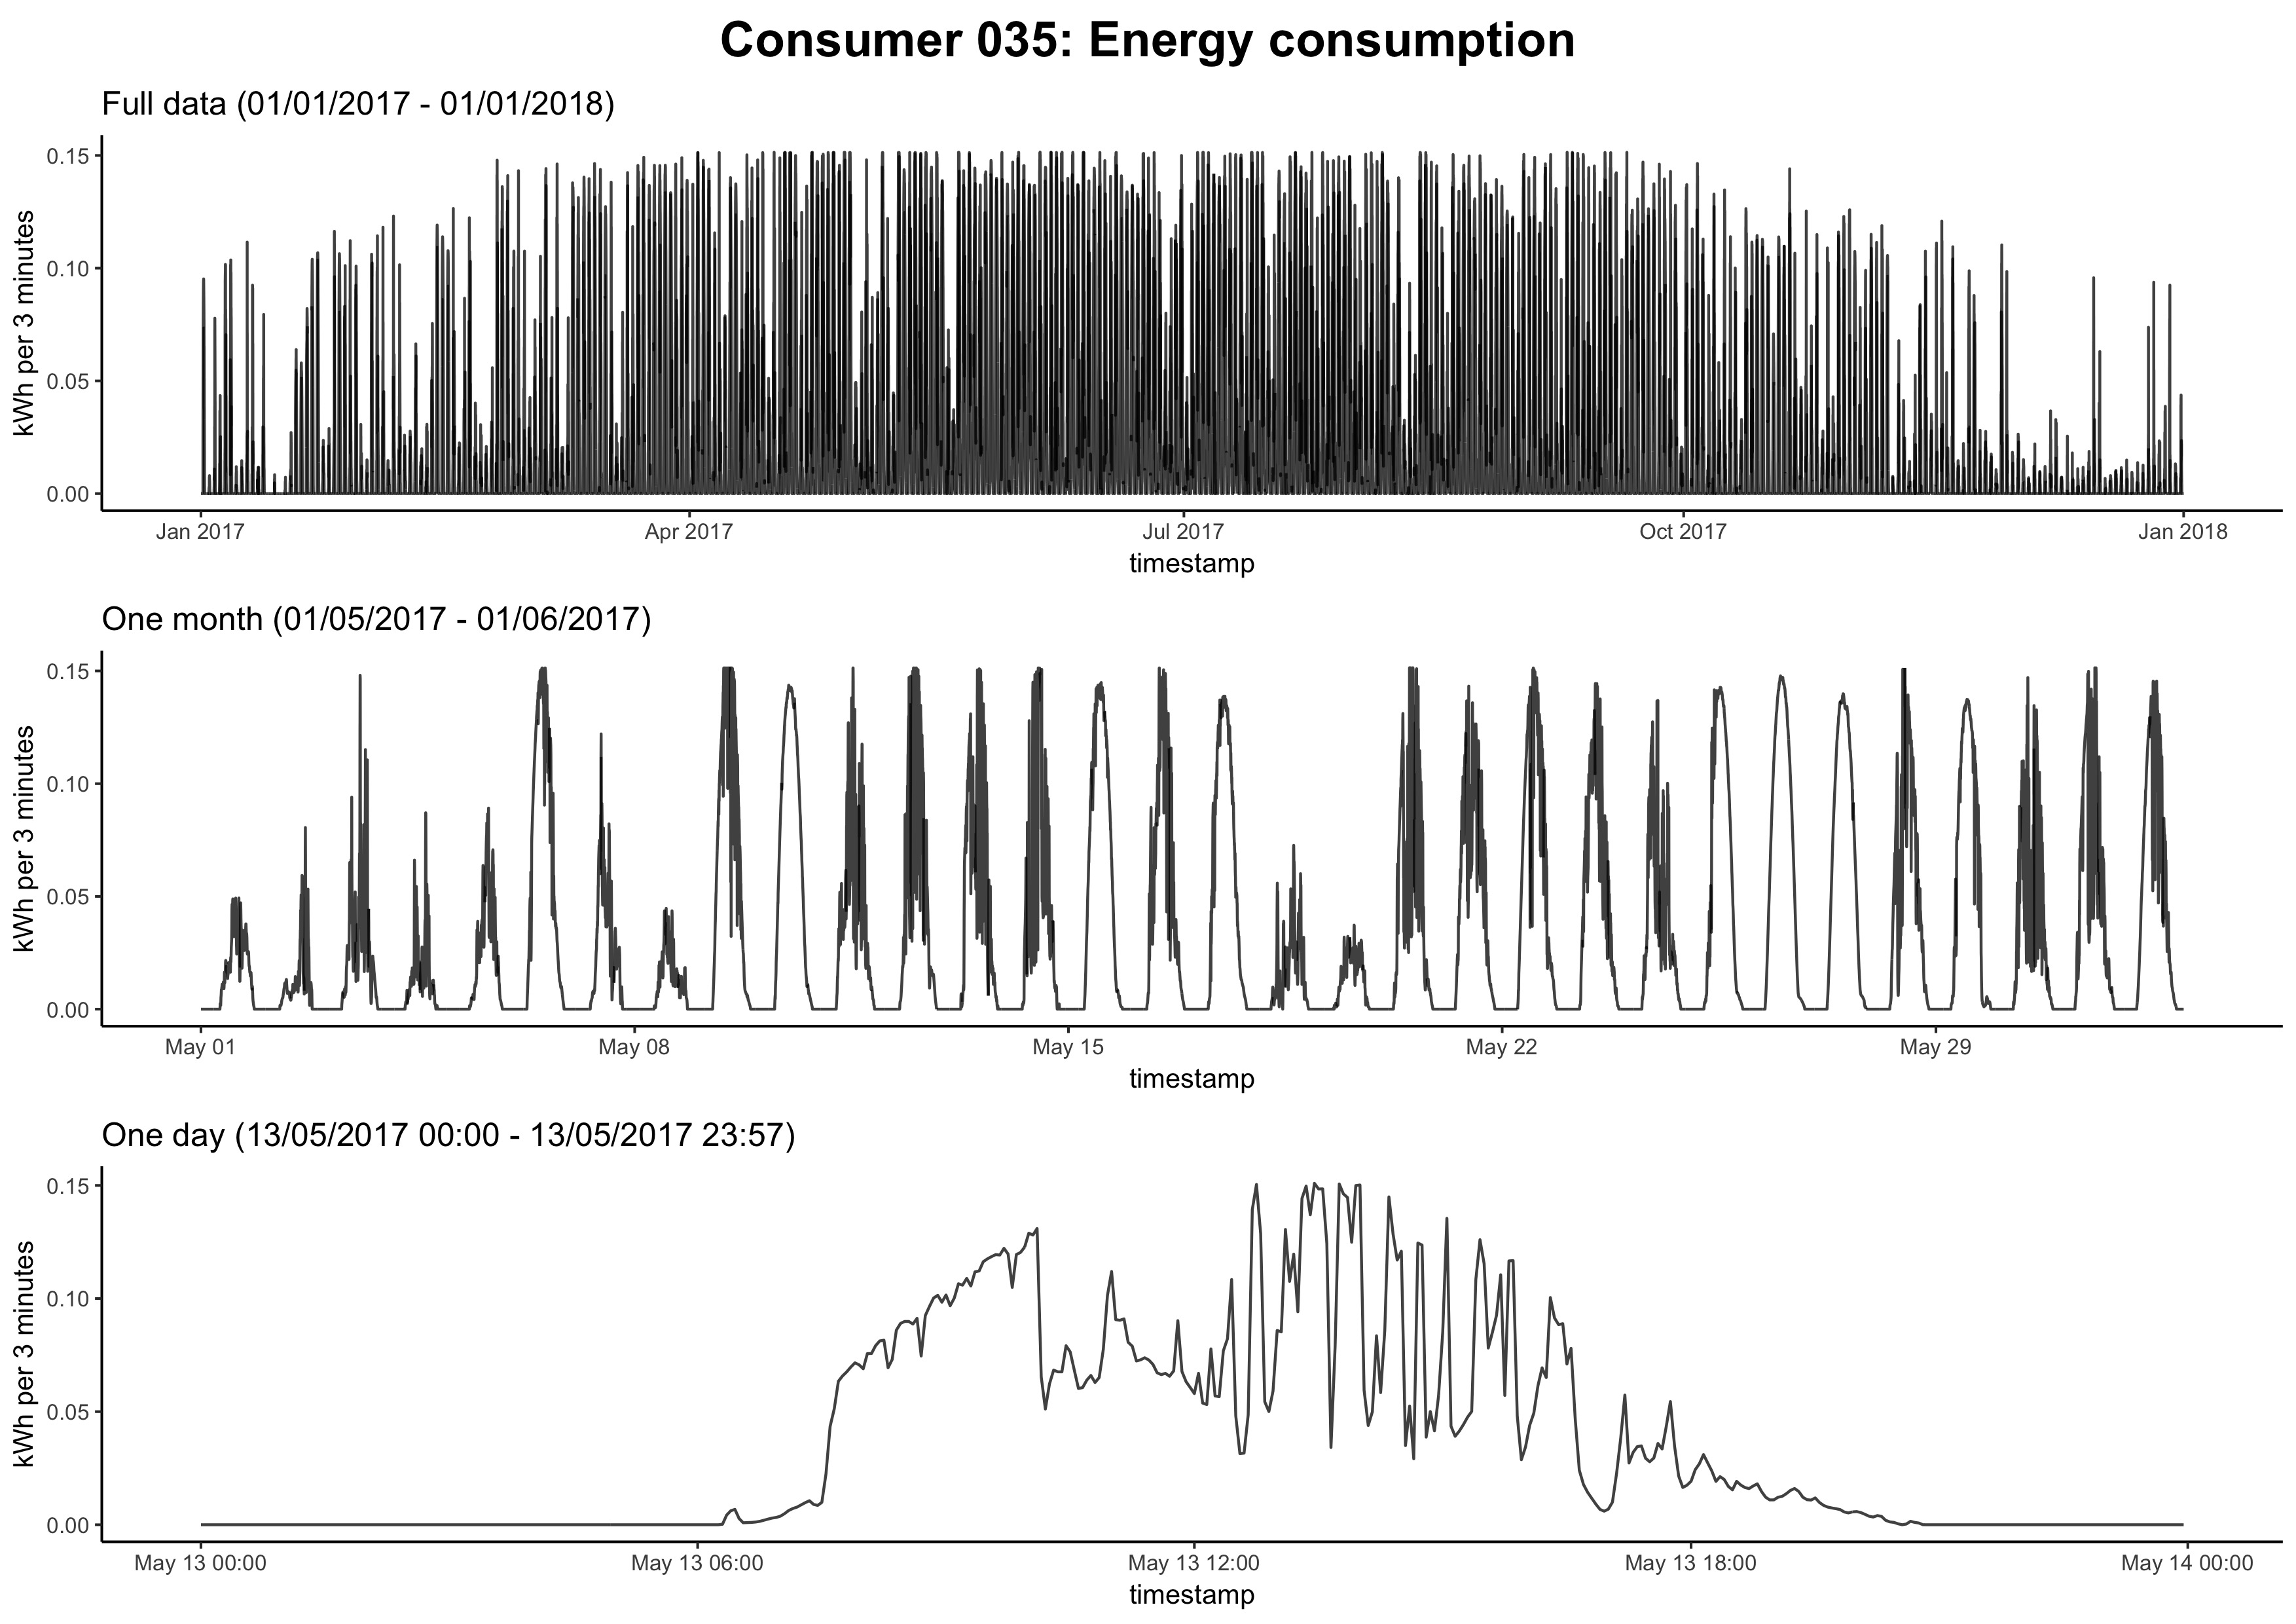 Consumer 035: Energy consumption
Full data (01/01/2017 - 01/01/2018)
kWh per 3 minutes
0.15
0.10
0.05
0.00
Jan 2017 Apr 2017 Jul 2017 Oct 2017 Jan 2018
timestamp
One month (01/05/2017 - 01/06/2017)
kWh per 3 minutes
0.15
0.10
0.05
0.00
May 01 May 08 May 15 May 22 May 29
timestamp
One day (13/05/2017 00:00 - 13/05/2017 23:57)
kWh per 3 minutes
0.15
0.10
0.05
0.00
May 13 00:00 May 13 06:00 May 13 12:00 May 13 18:00 May 14 00:00
timestamp